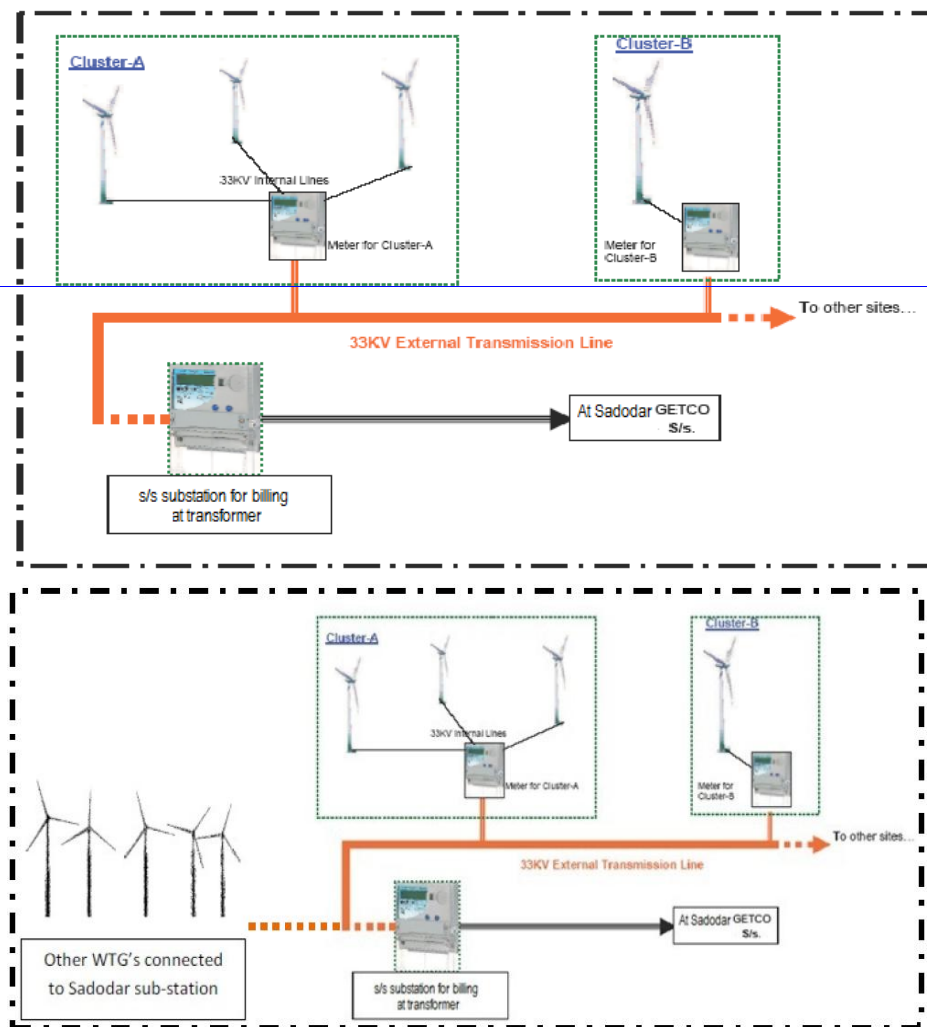 Cluster-A
Cluster-B
33KV Internal Lines
Meter for Cluster-A
Meter for
Cluster-B
To other sites...
33KV External Transmission Line
At Sadodar GETCO
S/s.
s/s substation for billing
at transformer
Cluster-A
Cluster-B
33KV Internal Lines
Meter for Cluster-A
Meter for
Cluster-B
To other sites...
33KV External Transmission Line
At Sadodar GETCO
S/s.
Other WTG's connected
to Sadodar sub-station
s/s substation for billing
at transformer